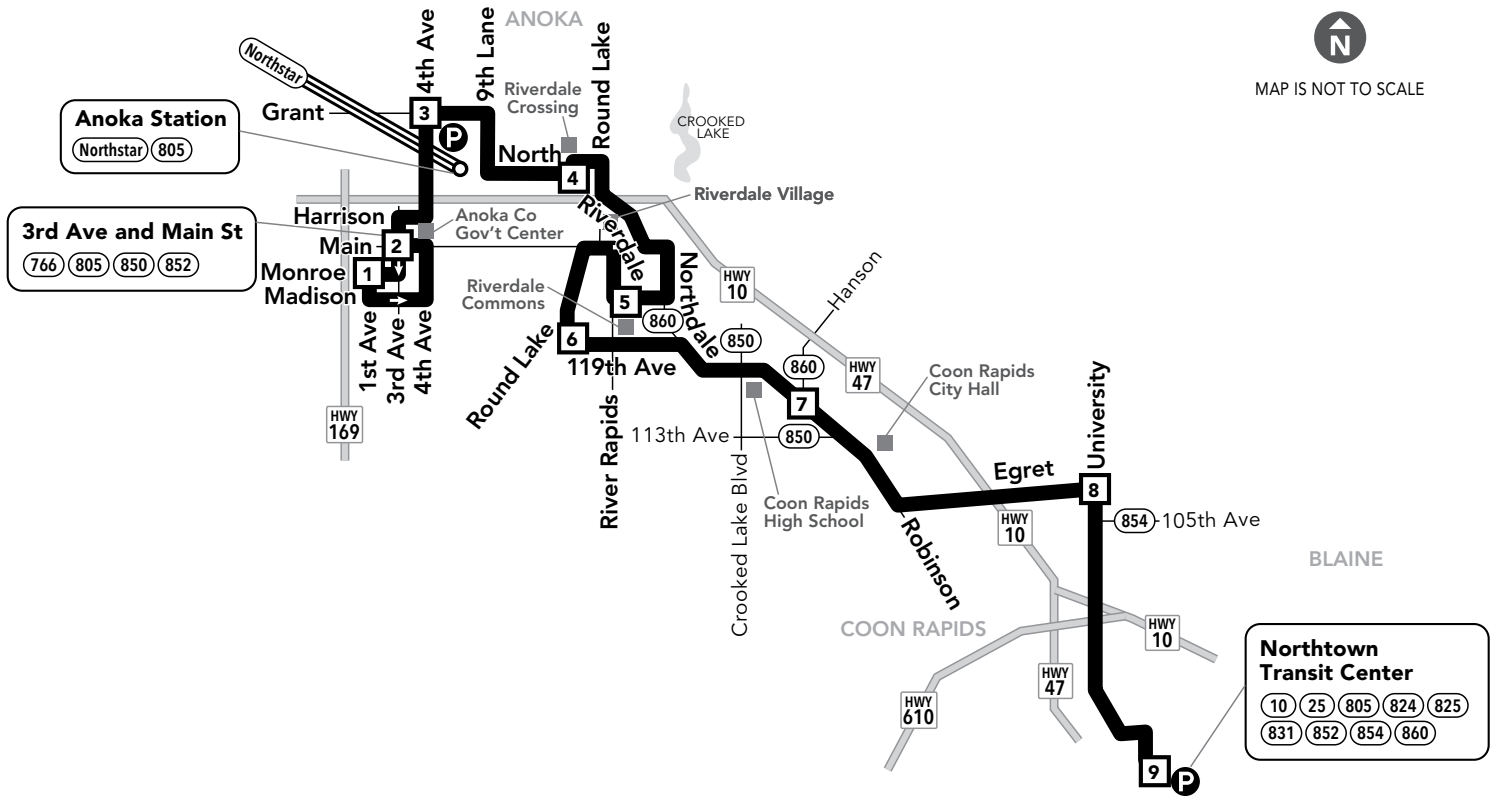 ANOKA
4th Ave
9th Lane
Round Lake
N
MAP IS NOT TO SCALE
Northstar
Riverdale
Crossing
Grant
3
P
CROOKED
LAKE
Anoka Station
Northstar 805
North
4
Riverdale Village
Harrison
Anoka Co
Gov't Center
Riverdale
3rd Ave and Main St
766 805 850 852
Main
2
Monroe
1
Madison
Riverdale
Commons
5
Northdale
HWY
10
Hanson
860
850
6
Round Lake
119th Ave
1st Ave
3rd Ave
4th Ave
860
HWY
47
Coon Rapids
City Hall
7
HWY
169
River Rapids
113th Ave
850
University
Egret
8
Crooked Lake Blvd
Coon Rapids
High School
Robinson
HWY
10
854
105th Ave
BLAINE
COON RAPIDS
HWY
10
HWY
47
HWY
610
Northtown
Transit Center
10 25 805 824 825
831 852 854 860
9
P